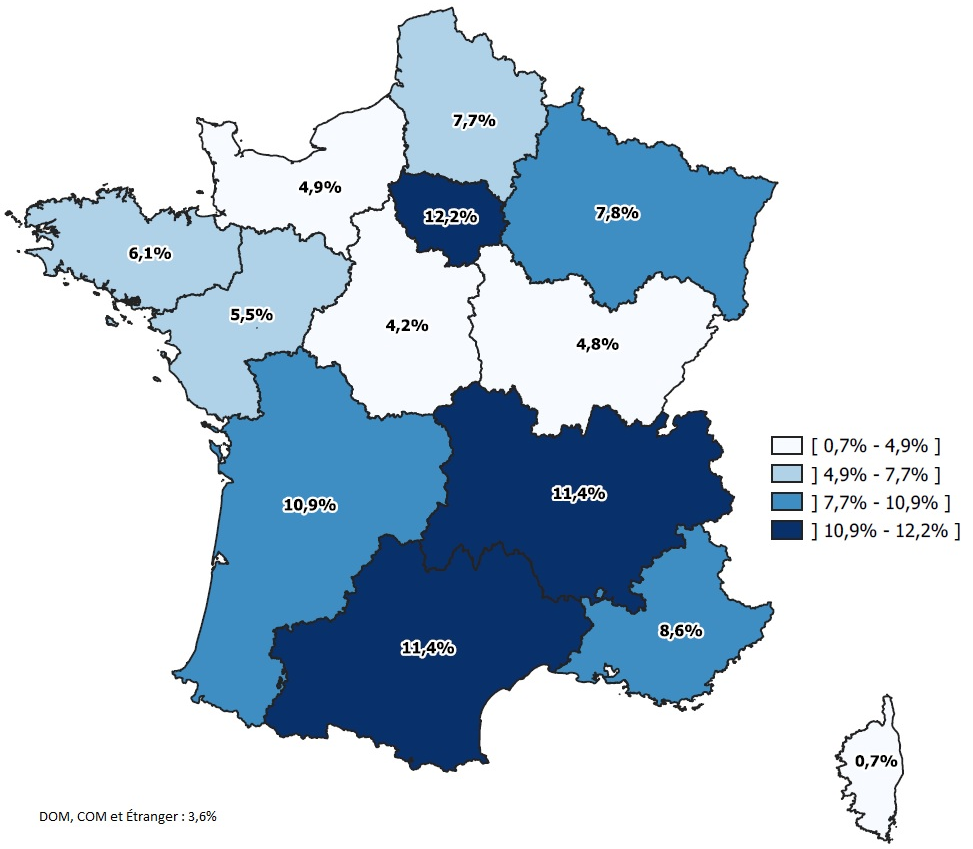 7,7%
4,9%
12,2%
7,8%
6,1%
5,5%
4,2%
4,8%
[ 0,7% - 4,9% ]
] 4,9% - 7,7% ]
] 7,7% - 10,9% ]
] 10,9% - 12,2% ]
10,9%
11,4%
8,6%
11,4%
0,7%
DOM, COM et Étranger : 3,6%